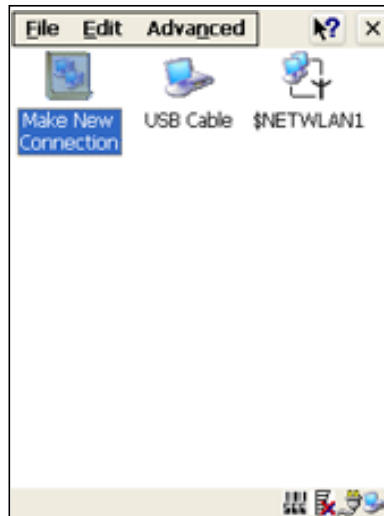 File Edit Advanced ?
Make New Connection
USB Cable
$NETWLAN1